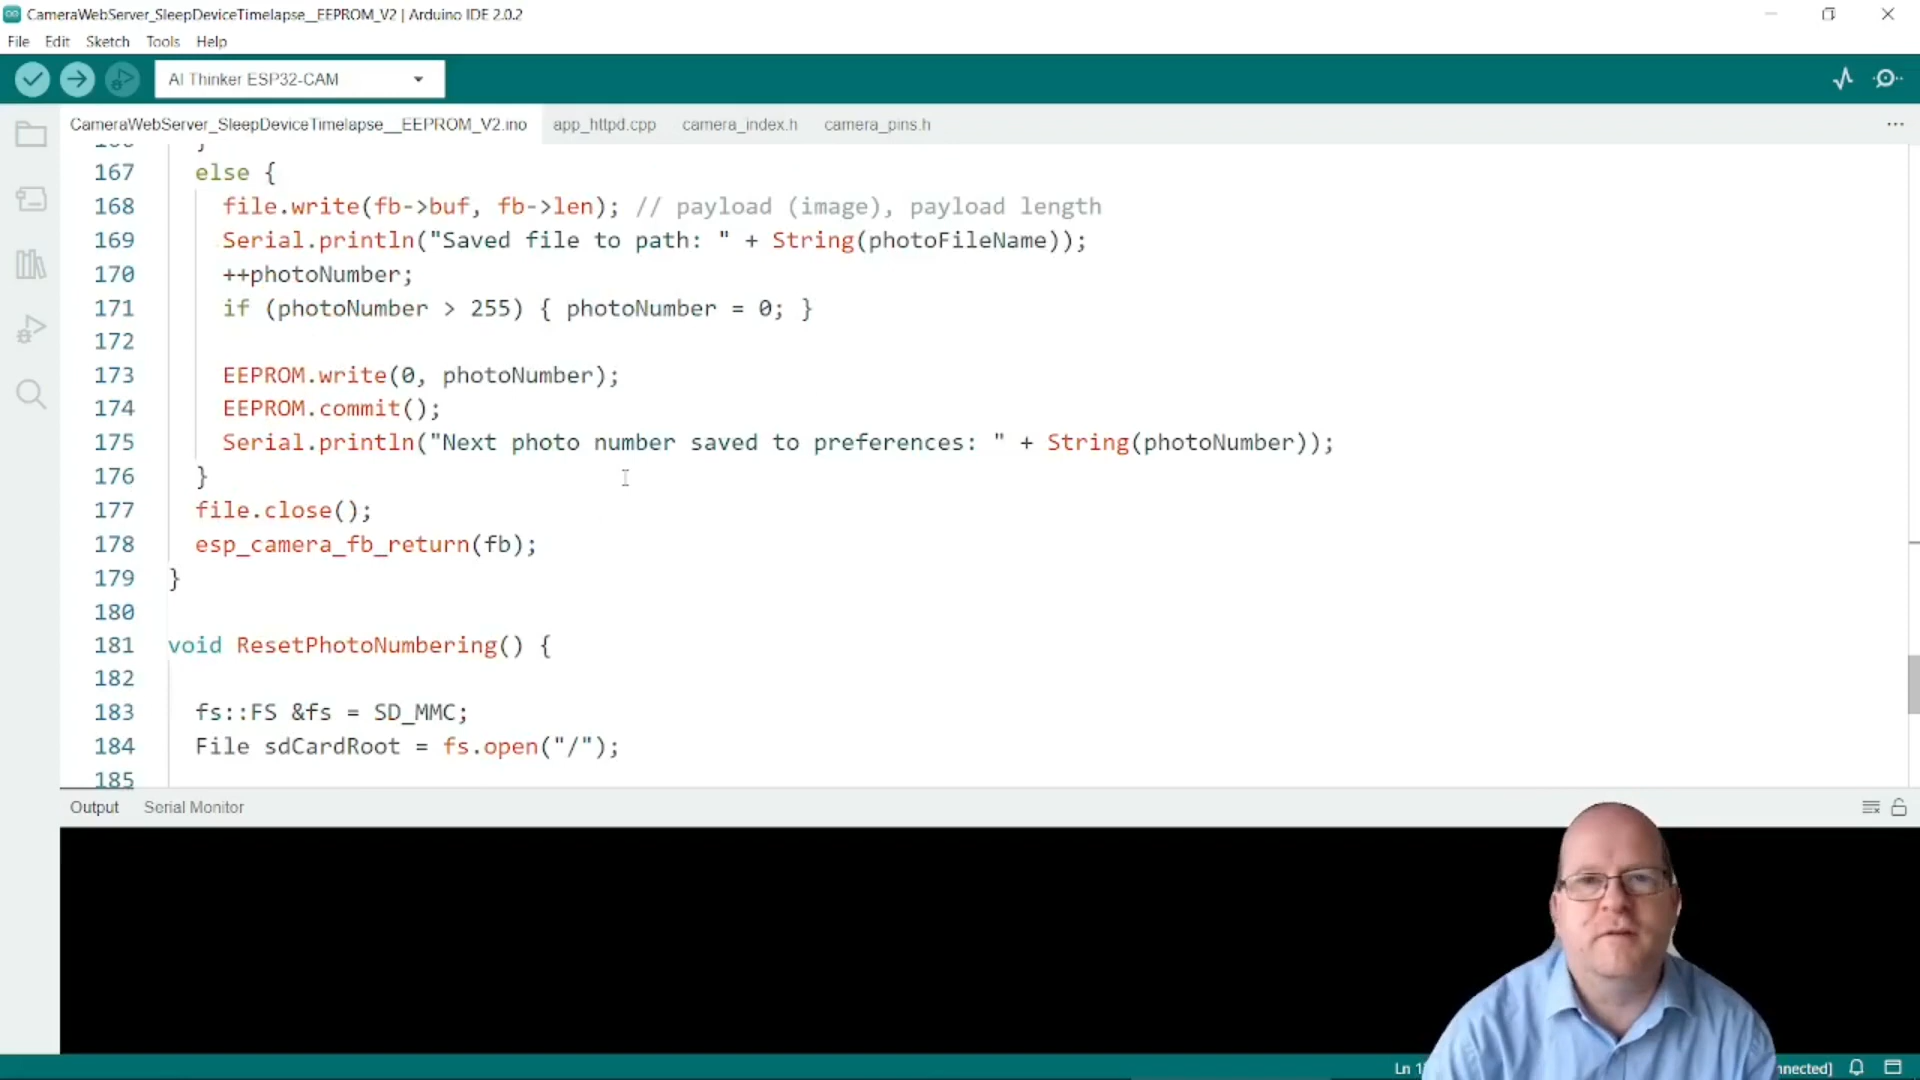 CameraWebServer_SleepDeviceTimelapse__EEPROM_V2 | Arduino IDE 2.0.2
File Edit Sketch Tools Help
AI Thinker ESP32-CAM
CameraWebServer_SleepDeviceTimelapse__EEPROM_V2.ino app_httpd.cpp camera_index.h camera_pins.h ...
166 }
167 else {
168 file.write(fb->buf, fb->len); // payload (image), payload length
169 Serial.println("Saved file to path: " + String(photoFileName));
170 ++photoNumber;
171 if (photoNumber > 255) { photoNumber = 0; }
172
173 EEPROM.write(0, photoNumber);
174 EEPROM.commit();
175 Serial.println("Next photo number saved to preferences: " + String(photoNumber));
176 }
177 file.close();
178 esp_camera_fb_return(fb);
179 }
180
181 void ResetPhotoNumbering() {
182
183 fs::FS &fs = SD_MMC;
184 File sdCardRoot = fs.open("/");
185
Output Serial Monitor
Ln nnected]